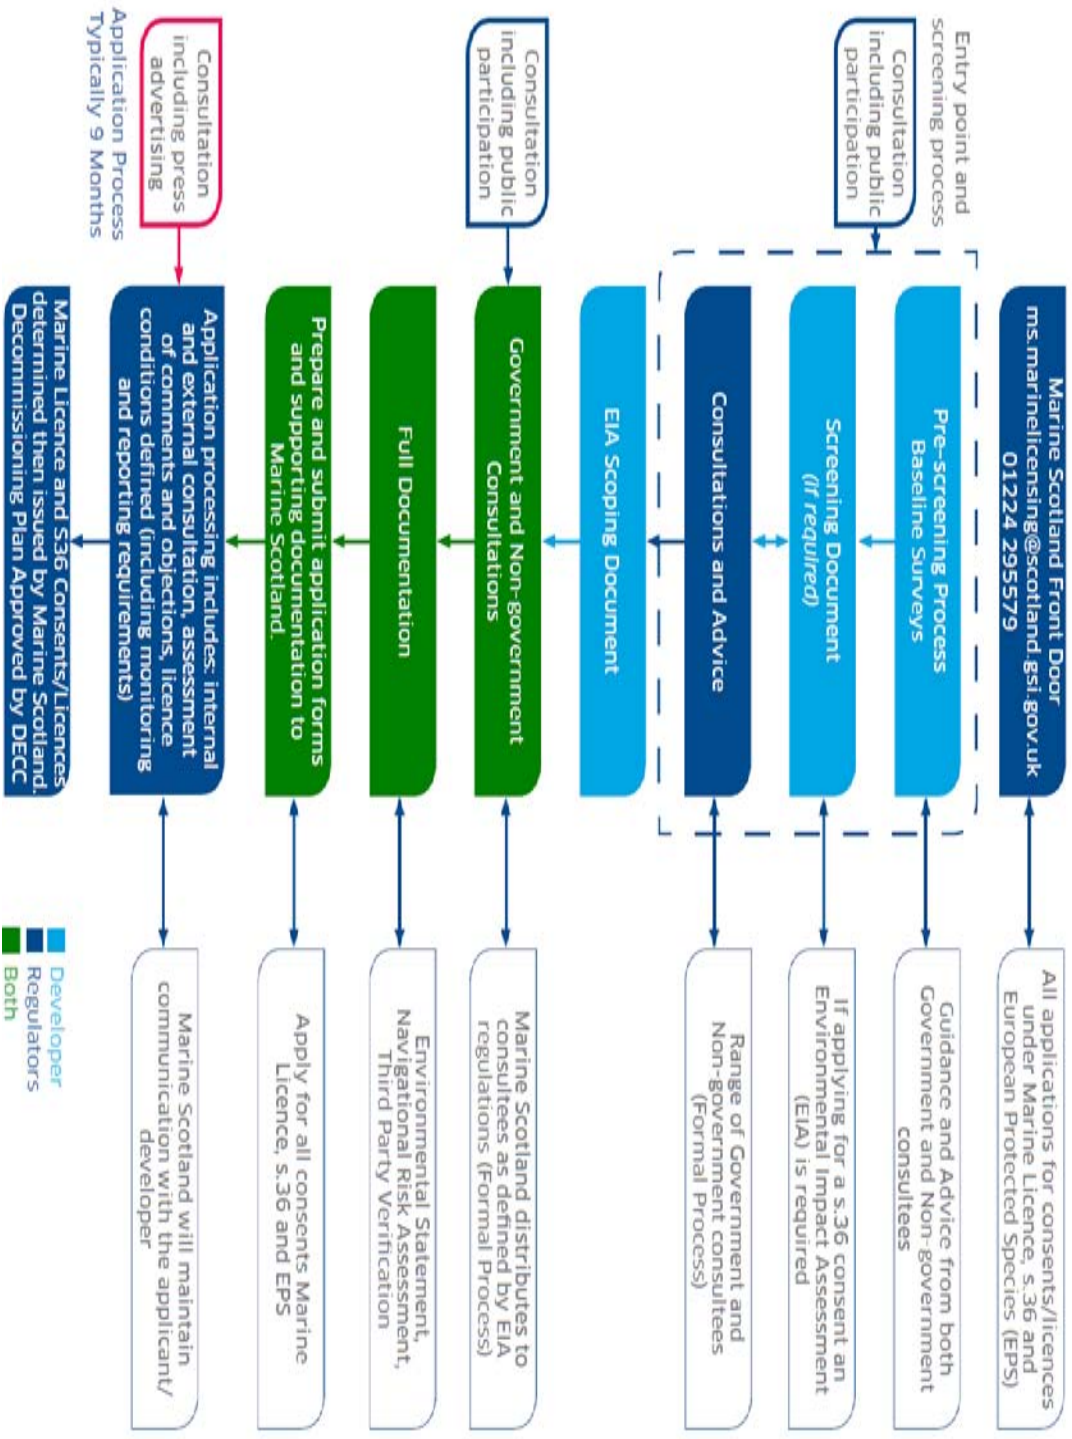 Marine Scotland Front Door
ms.marinelicensing@scotland.gsi.gov.uk
01224 295579
All applications for consents/licences
under Marine Licence, s.36 and
European Protected Species (EPS)
Entry point and
screening process
Consultation
including public
participation
Pre-screening Process
Baseline Surveys
Guidance and Advice from both
Government and Non-government
consultees
Screening Document
(if required)
If applying for a s.36 consent an
Environmental Impact Assessment
(EIA) is required
Consultations and Advice
Range of Government and
Non-government consultees
(Formal Process)
EIA Scoping Document
Consultation
including public
participation
Government and Non-government
Consultations
Marine Scotland distributes to
consultees as defined by EIA
regulations (Formal Process)
Full Documentation
Environmental Statement,
Navigational Risk Assessment,
Third Party Verification
Prepare and submit application forms
and supporting documentation to
Marine Scotland.
Apply for all consents Marine
Licence, s.36 and EPS
Consultation
including press
advertising
Application Process
Typically 9 Months
Application processing includes: internal
and external consultation, assessment
of comments and objections, licence
conditions defined (including monitoring
and reporting requirements)
Marine Scotland will maintain
communication with the applicant/
developer
Marine Licence and S36 Consents/Licences
determined then issued by Marine Scotland.
Decommissioning Plan Approved by DECC
Developer
Regulators
Both